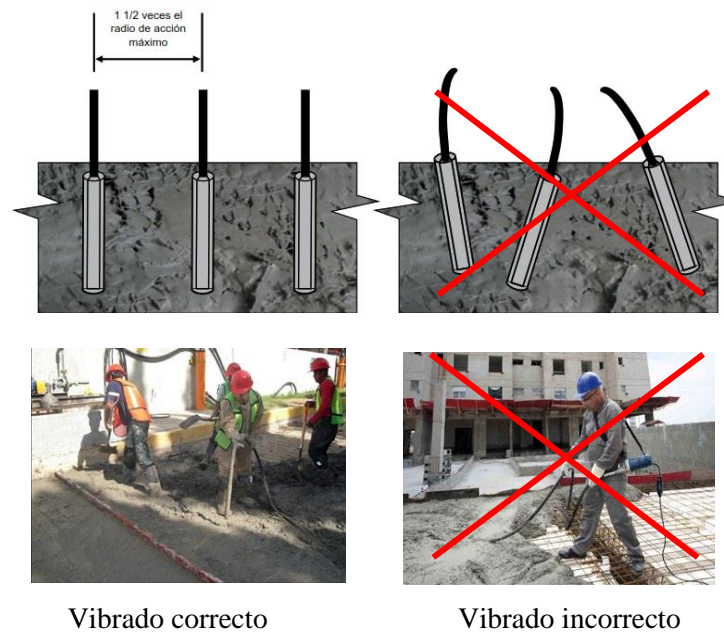 1 1/2 veces el
radio de acción
máximo
Vibrado correcto
Vibrado incorrecto